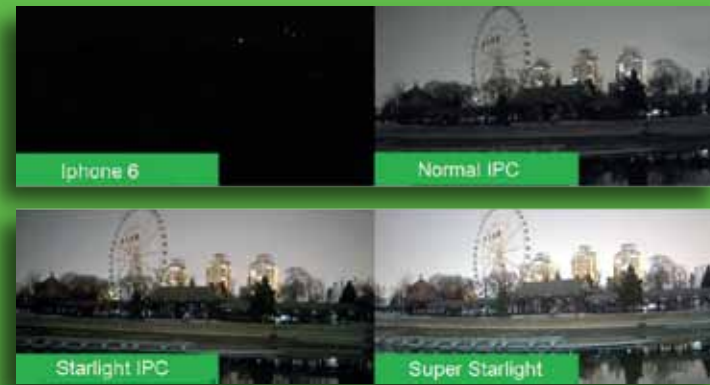 Iphone 6
Normal IPC
Starlight IPC
Super Starlight